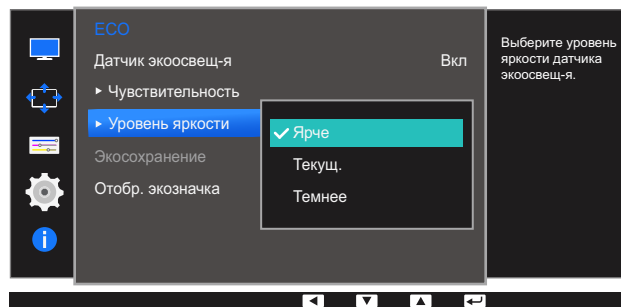 ECO
Датчик экоосвещ-я Вкл
▸ Чувствительность
▸ Уровень яркости
Экосохранение
Отобр. экозначка
✓ Ярче
Текущ.
Темнее
Выберите уровень
яркости датчика
экоосвещ-я.